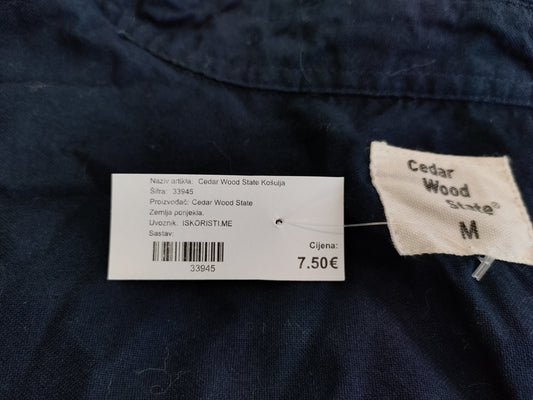 Naziv artikla: Cedar Wood State Košulja
Šifra: 33945
Proizvođač: Cedar Wood State
Zemlja porijekla:
Uvoznik: ISKORISTI.ME
Sastav:
33945
Cijena:
7.50€
Cedar
Wood
State®
M